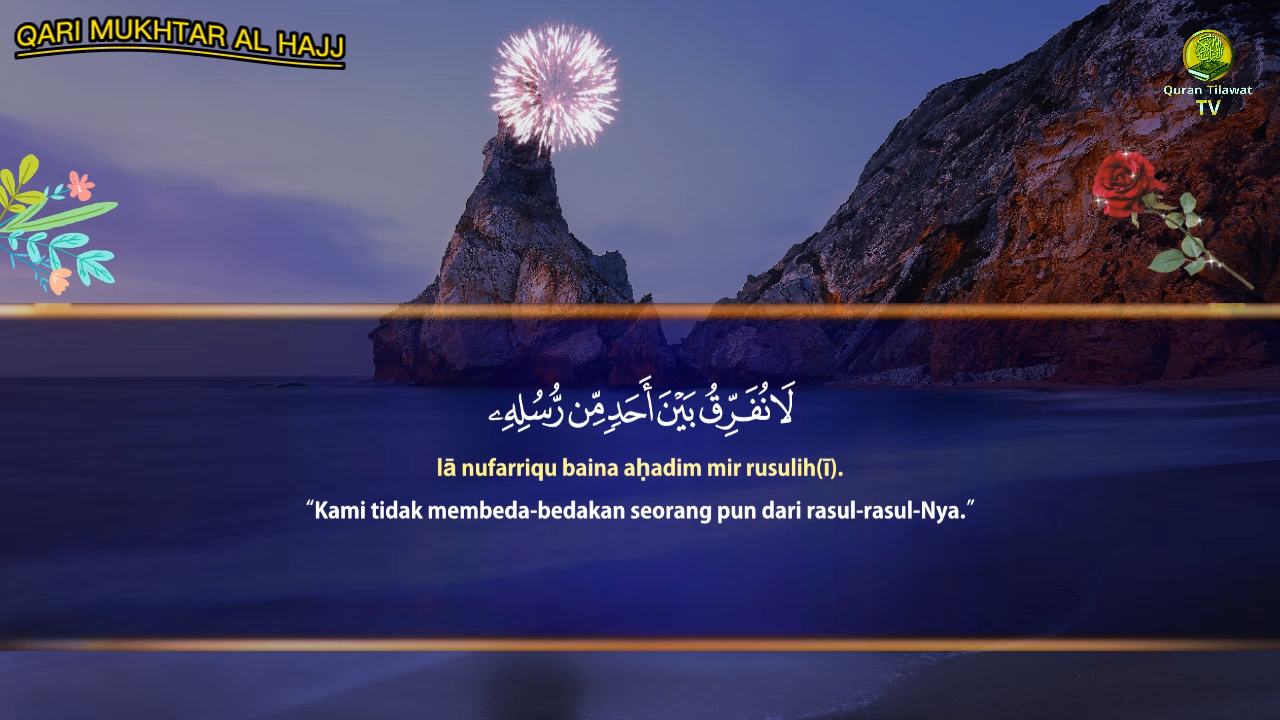 QARI MUKHTAR AL HAJJ
Quran Tilawat
TV
لَا نُفَرِّقُ بَيْنَ أَحَدٍ مِّن رُّسُلِهِۦ
lā nufarriqu baina aḥadim mir rusulih(ī).
“Kami tidak membeda-bedakan seorang pun dari rasul-rasul-Nya.”